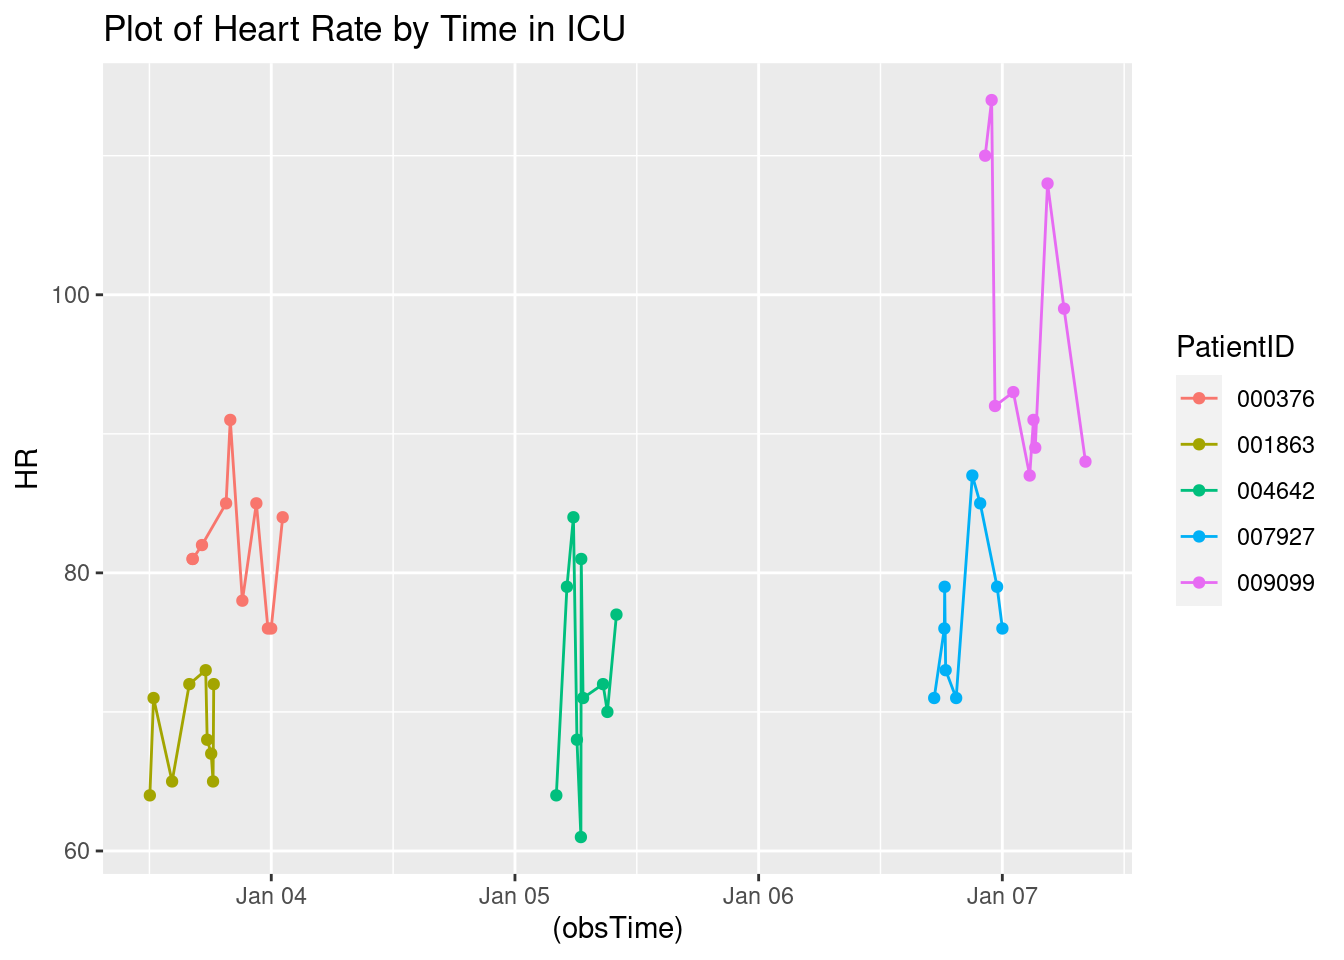 Plot of Heart Rate by Time in ICU
HR
100
80
60
Jan 04
Jan 05
Jan 06
Jan 07
(obsTime)
PatientID
000376
001863
004642
007927
009099